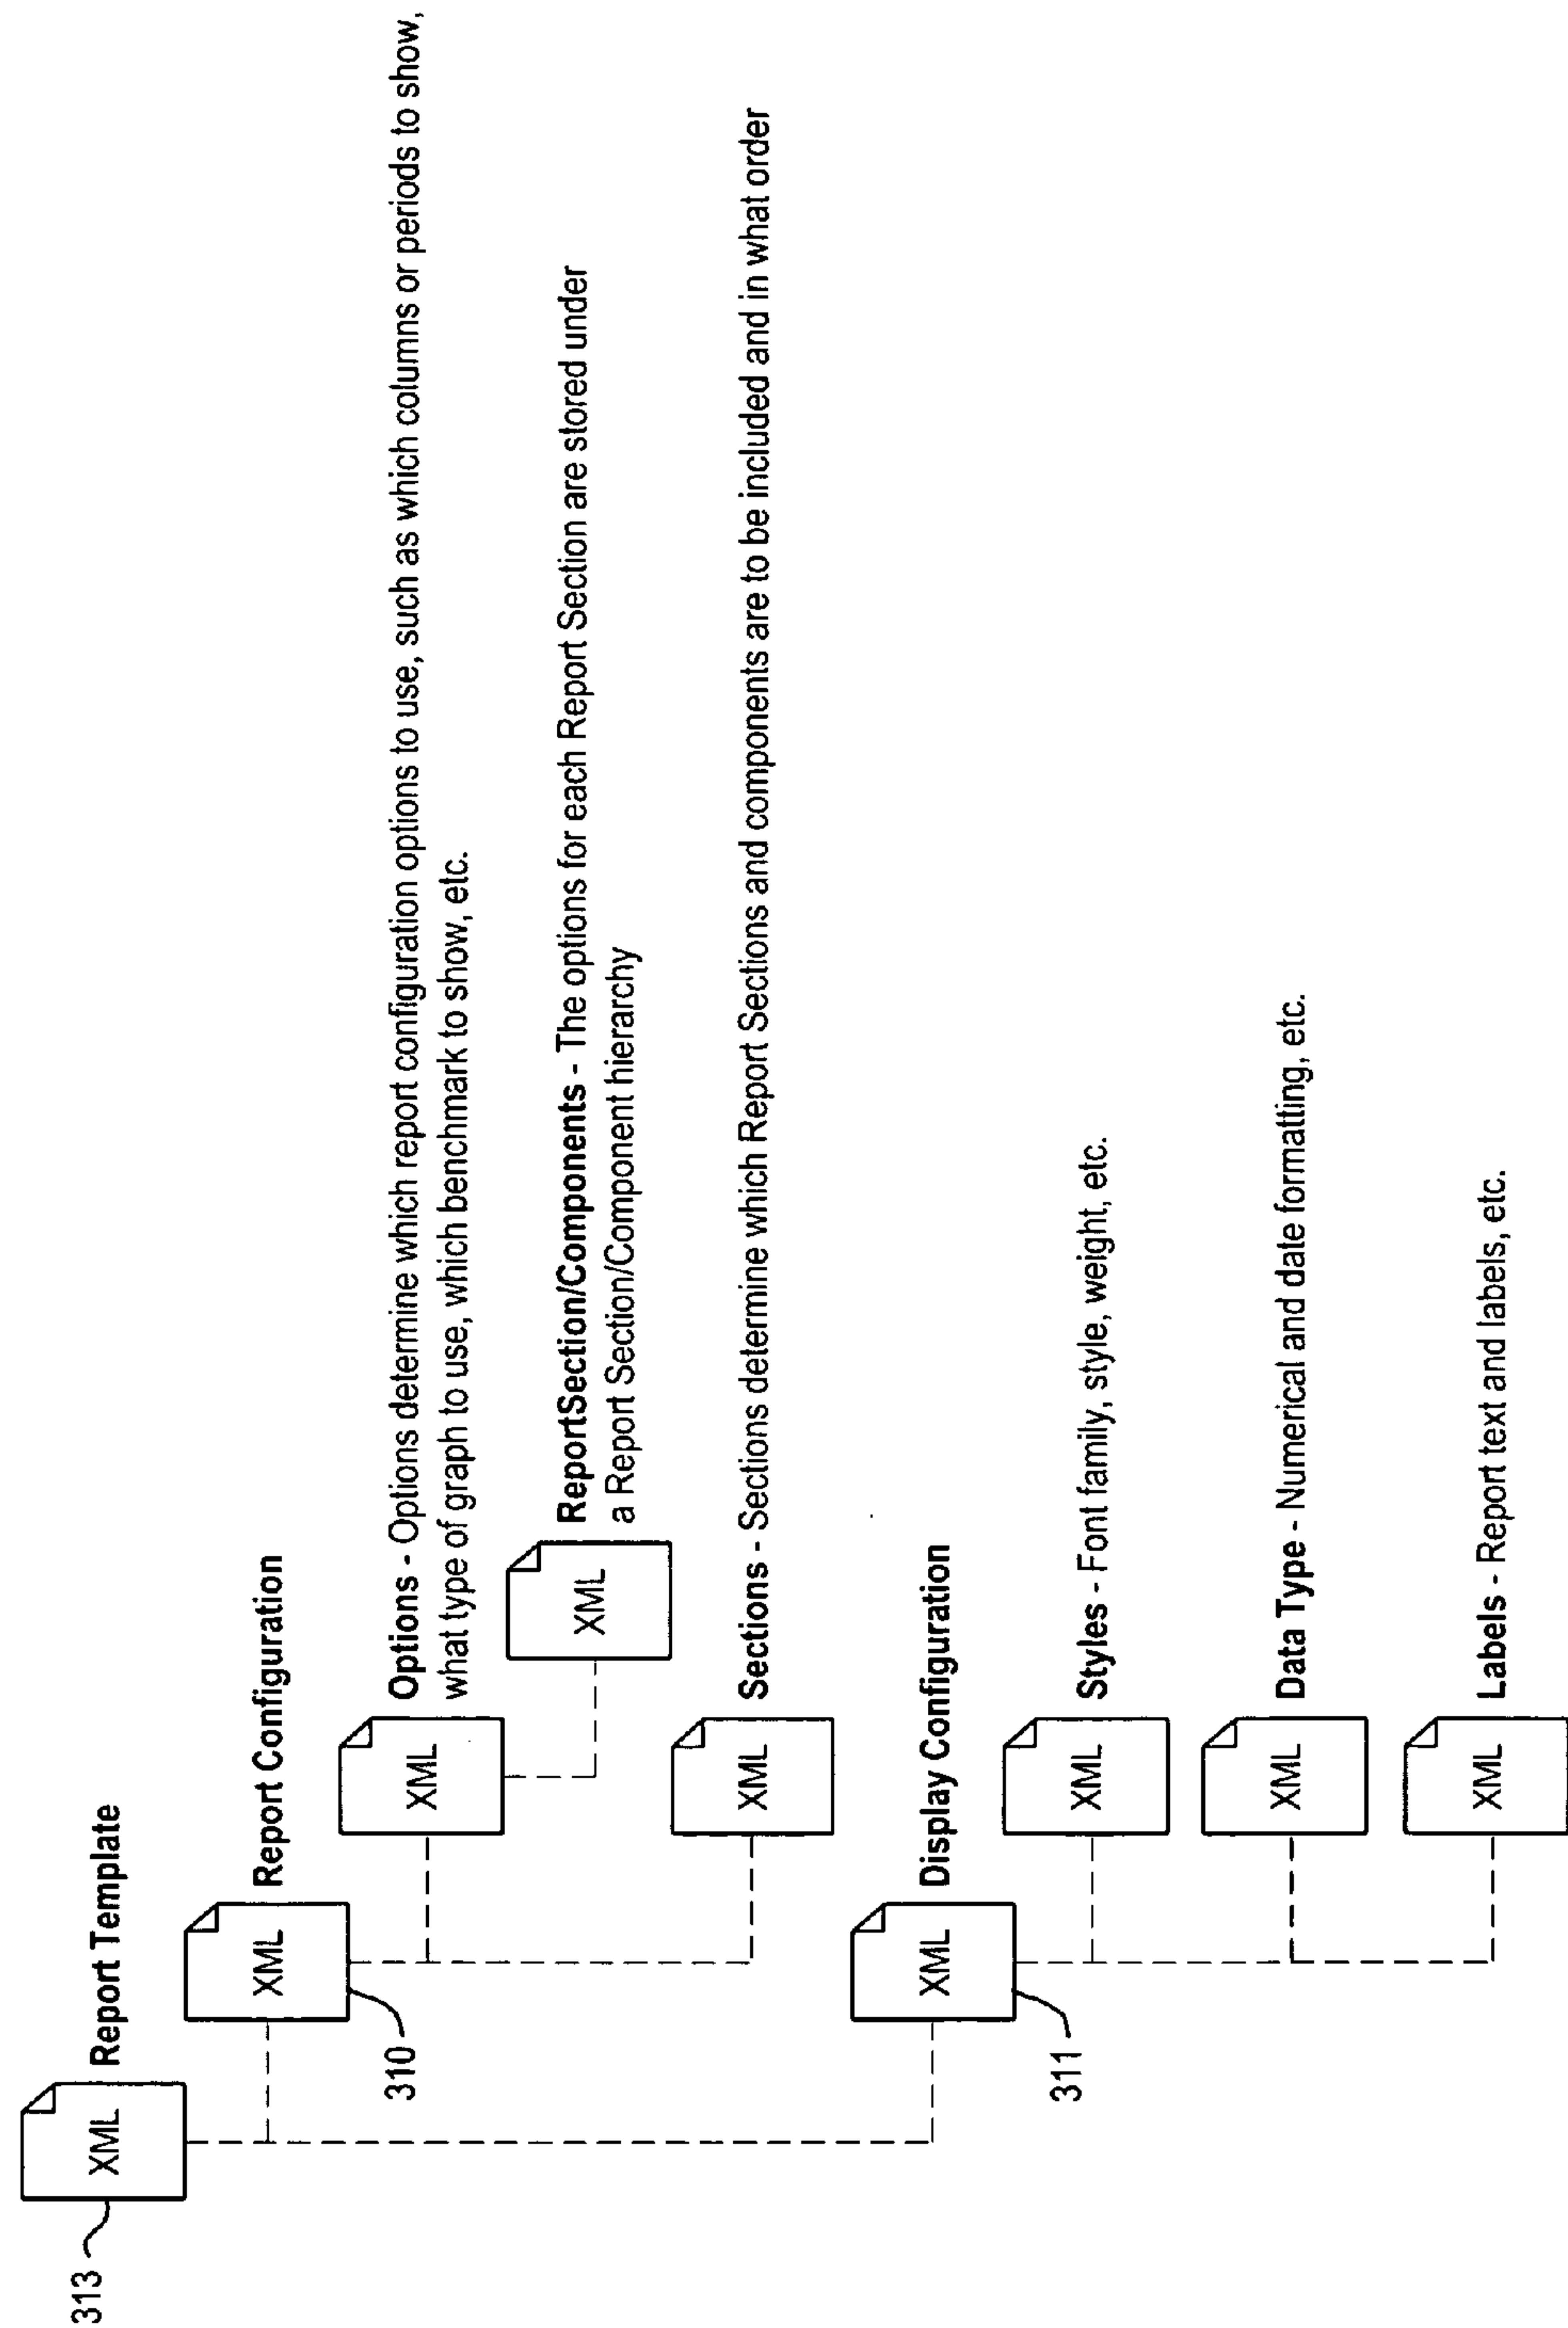 313
XML
Report Template
XML
Report Configuration
310
XML
Options - Options determine which report configuration options to use, such as which columns or periods to show,
what type of graph to use, which benchmark to show, etc.
XML
ReportSection/Components - The options for each Report Section are stored under
a Report Section/Component hierarchy
XML
Sections - Sections determine which Report Sections and components are to be included and in what order
XML
Display Configuration
311
XML
Styles - Font family, style, weight, etc.
XML
Data Type - Numerical and date formatting, etc.
XML
Labels - Report text and labels, etc.